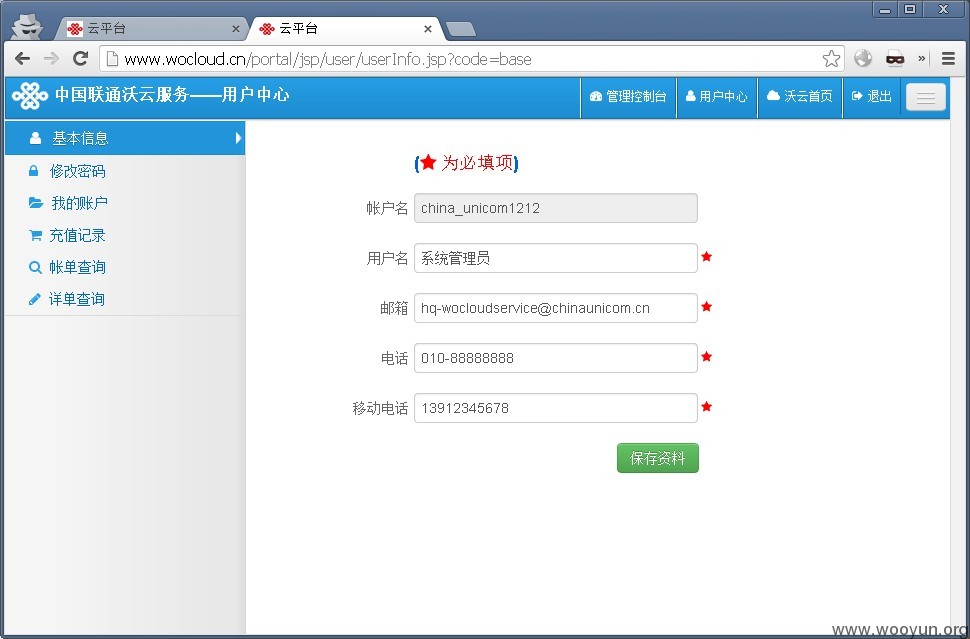 云平台
云平台
www.wocloud.cn/portal/jsp/user/userInfo.jsp?code=base
中国联通沃云服务——用户中心
管理控制台
用户中心
沃云首页
退出
基本信息
修改密码
我的账户
充值记录
帐单查询
详单查询
(★ 为必填项)
帐户名 china_unicom1212
用户名 系统管理员 ★
邮箱 hq-wocloudservice@chinaunicom.cn ★
电话 010-88888888 ★
移动电话 13912345678 ★
保存资料
www.wooyun.org